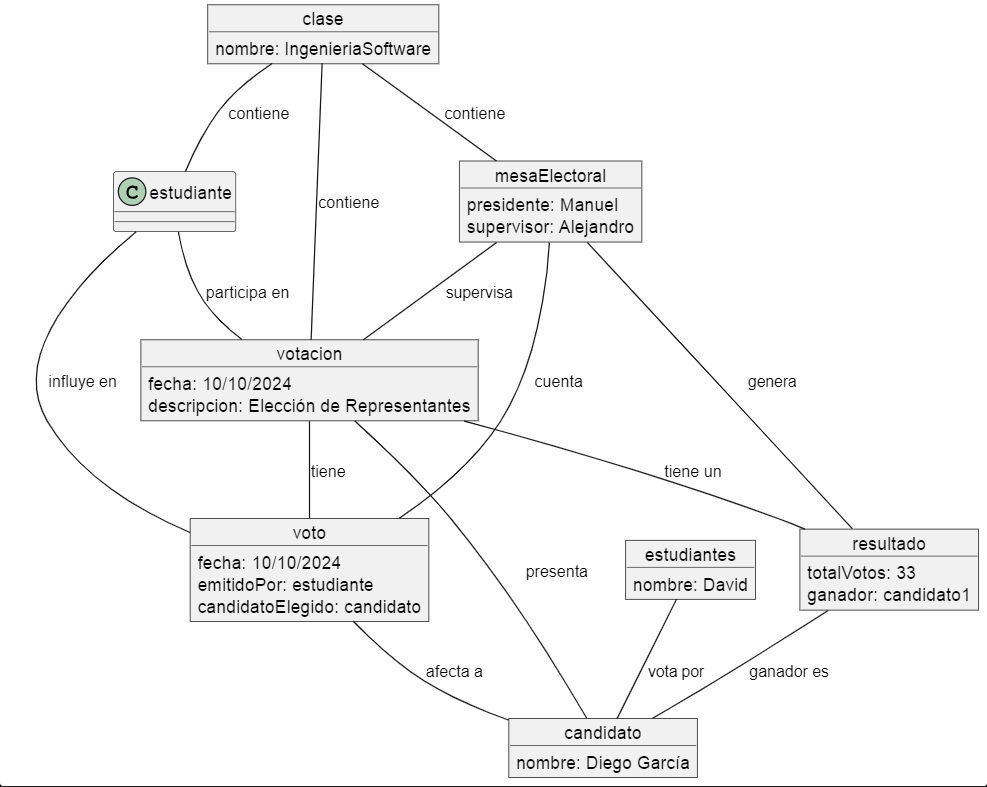 clase
nombre: IngenieriaSoftware
contiene
contiene
C estudiante
mesaElectoral
presidente: Manuel
supervisor: Alejandro
contiene
participa en
supervisa
votacion
fecha: 10/10/2024
descripcion: Elección de Representantes
influye en
cuenta
genera
tiene
tiene un
voto
fecha: 10/10/2024
emitidoPor: estudiante
candidatoElegido: candidato
presenta
estudiantes
nombre: David
resultado
totalVotos: 33
ganador: candidato1
afecta a
vota por
ganador es
candidato
nombre: Diego García